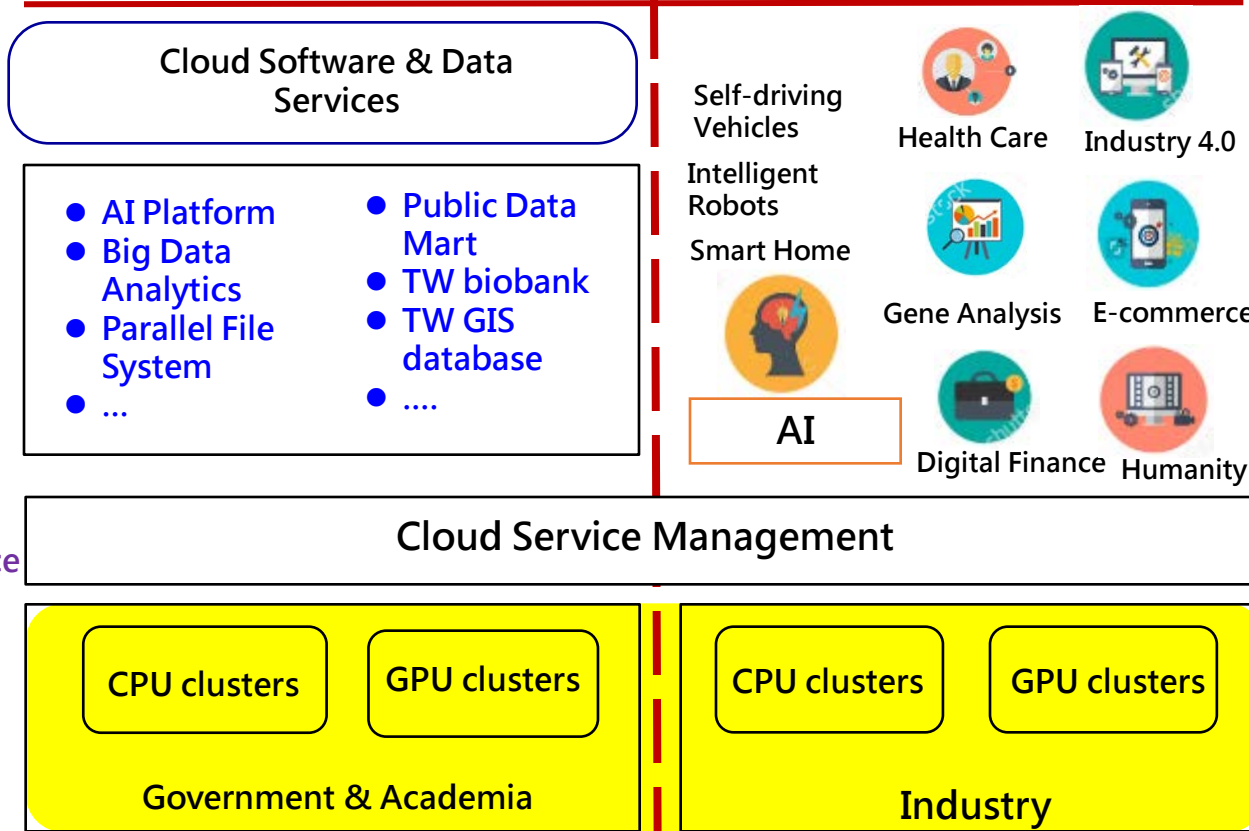 Cloud Software & Data
Services
● AI Platform
● Big Data
Analytics
● Parallel File
System
● ...
● Public Data
Mart
● TW biobank
● TW GIS
database
● ....
Self-driving
Vehicles
Intelligent
Robots
Smart Home
AI
Health Care
Industry 4.0
Gene Analysis
E-commerce
Digital Finance
Humanity
Cloud Service Management
CPU clusters
GPU clusters
Government & Academia
CPU clusters
GPU clusters
Industry